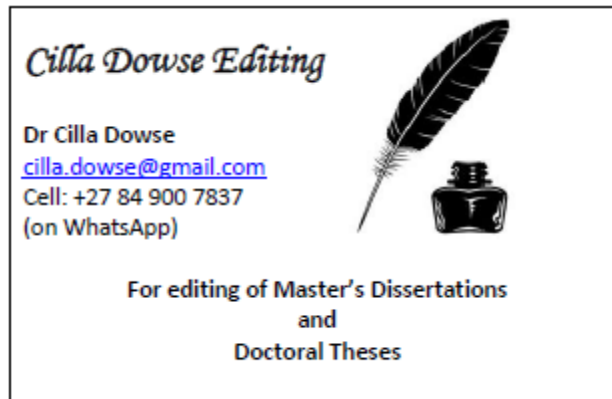 Cilla Dowse Editing
Dr Cilla Dowse
cilla.dowse@gmail.com
Cell: +27 84 900 7837
(on WhatsApp)
For editing of Master’s Dissertations
and
Doctoral Theses